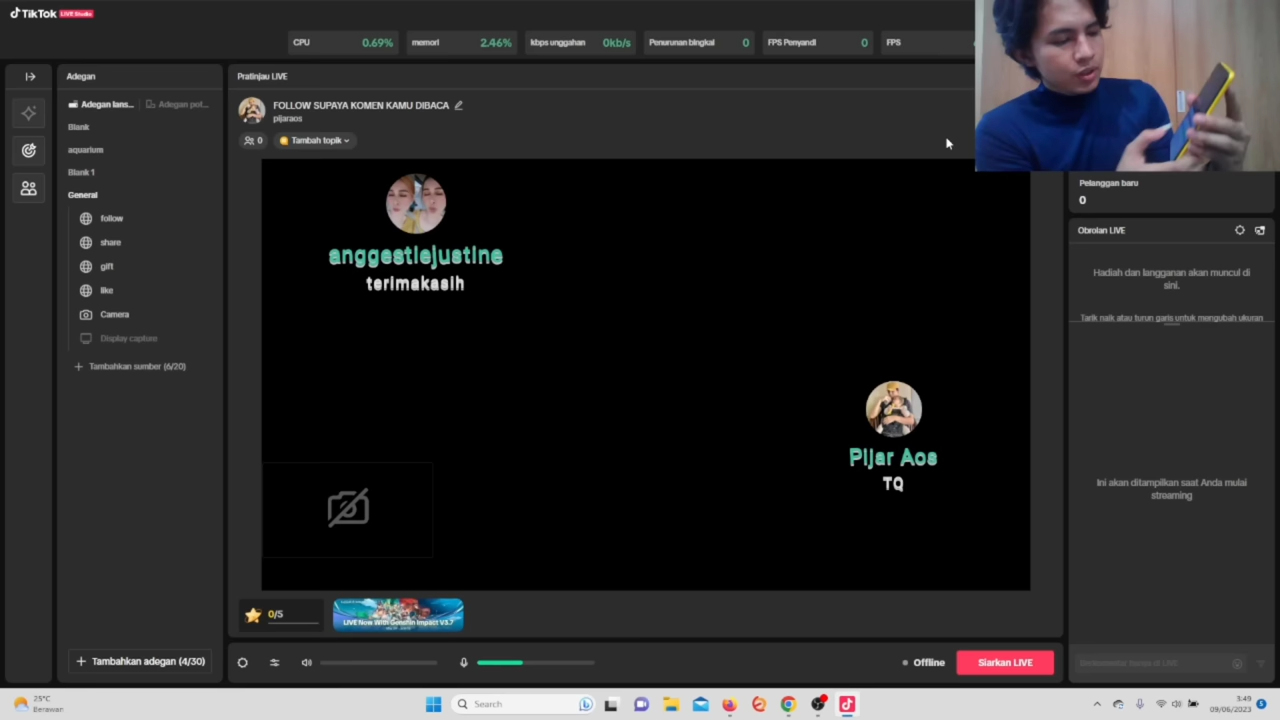 TikTok LIVE Studio
CPU 0.69%
memori 2.46%
kbps unggahan 0kb/s
Penurunan bingkai 0
FPS Penyandi 0
FPS
Adegan
Adegan lans... Adegan pot...
Blank
aquarium
Blank 1
General
follow
share
gift
like
Camera
Display capture
+ Tambahkan sumber (6/20)
+ Tambahkan adegan (4/30)
Pratinjau LIVE
FOLLOW SUPAYA KOMEN KAMU DIBACA
pijaraos
0 Tambah topik
anggestiejustine
terimakasih
Pijar Aos
TQ
0/5
LIVE Now With Genshin Impact V3.7
Offline
Siarkan LIVE
Pelanggan baru
0
Obrolan LIVE
Hadiah dan langganan akan muncul di
sini.
Tarik naik atau turun garis untuk mengubah ukuran
Ini akan ditampilkan saat Anda mulai
streaming
25°C
Berawan
Search
3:49
09/06/2023
5